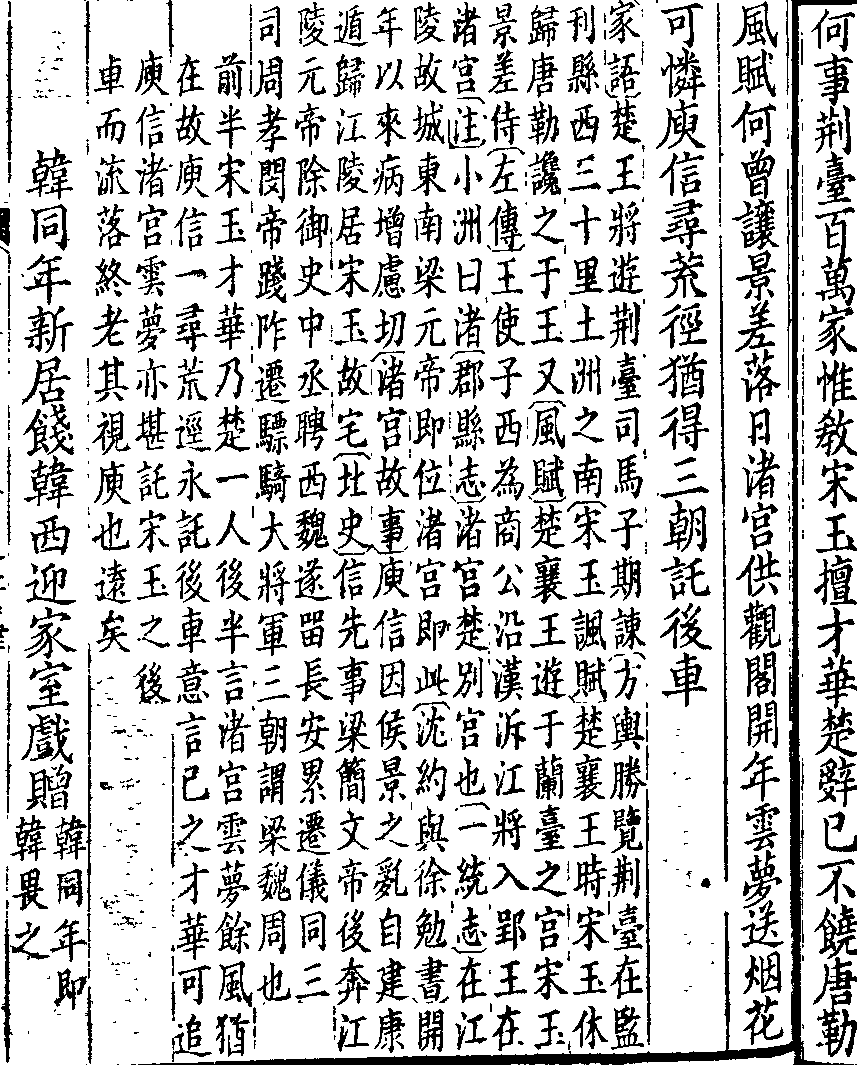 何事荆臺百萬家惟教宋玉擅才華楚辭已不饒唐勒
風賦何曾讓景差落日渚宮供觀閣開年雲夢送烟花
可憐庾信尋荒徑猶得三朝託後車
家語楚王將遊荆臺司馬子期諫方輿勝覽荆臺在監
利縣西三十里土洲之南宋玉諷賦楚襄王時宋玉休
歸唐勒讒之于王又風賦楚襄王遊于蘭臺之宮宋玉
景差侍左傳王使子西為商公沿漢泝江將入郢王在
渚宮注小洲曰渚郡縣志渚宮楚別宮也一統志在江
陵故城東南梁元帝即位渚宮即此沈約與徐勉書開
年以來病增慮切渚宮故事庾信因侯景之亂自建康
遁歸江陵居宋玉故宅北史信先事梁簡文帝後奔江
陵元帝除御史中丞聘西魏遂留長安累遷儀同三
司周孝閔帝踐阼遷驃騎大將軍三朝謂梁魏周也
前半宋玉才華乃楚一人後半言渚宮雲夢餘風猶
在故庾信一尋荒逕永託後車意言已之才華可追
庾信渚宮雲夢亦堪託宋玉之後
車而流落終老其視庾也遠矣
韓同年新居餞韓西迎家室戲贈韓同年即
韓畏之